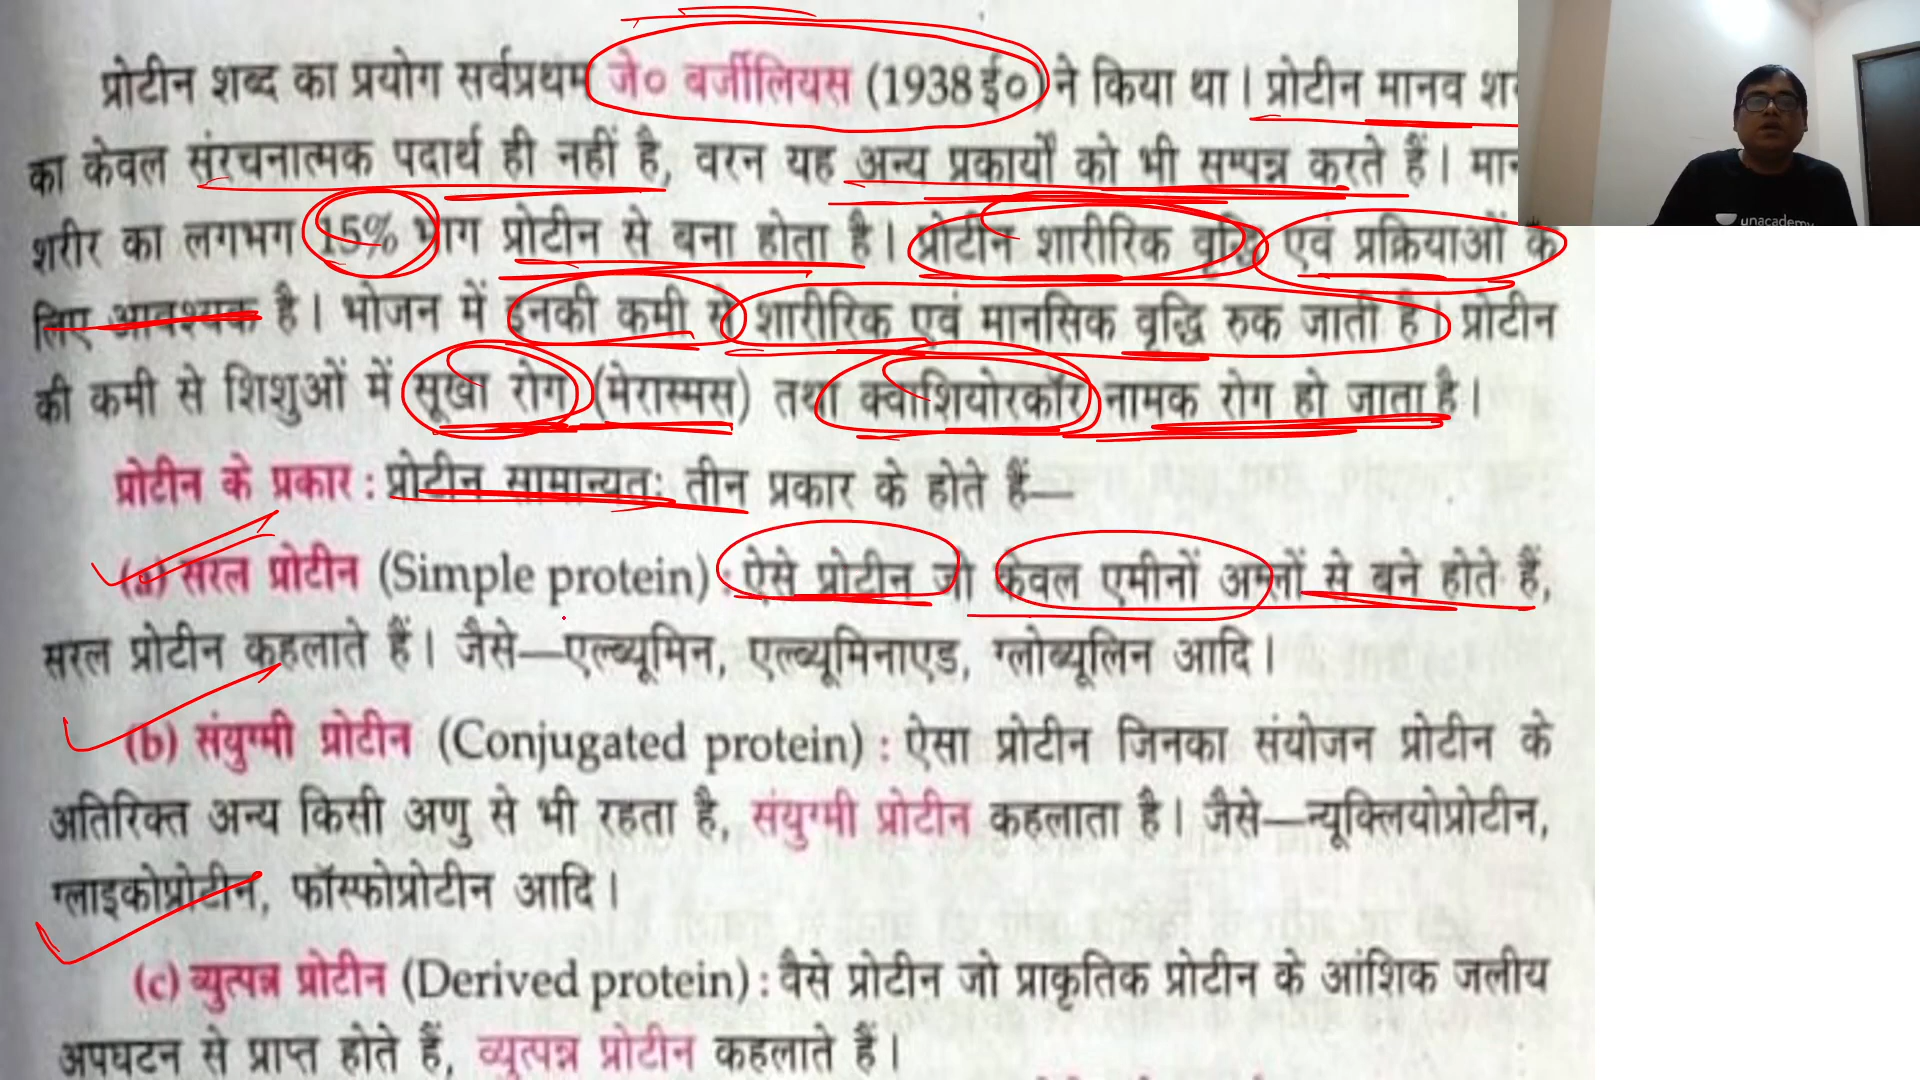 प्रोटीन शब्द का प्रयोग सर्वप्रथम जे० बर्जीलियस (1938 ई०) ने किया था। प्रोटीन मानव
का केवल संरचनात्मक पदार्थ ही नहीं है, वरन यह अन्य प्रकार्यों को भी सम्पन्न करते हैं।
शरीर का लगभग 15% भाग प्रोटीन से बना होता है। प्रोटीन शारीरिक वृद्धि एवं प्रक्रियाओं के
लिए आवश्यक है। भोजन में इनकी कमी से शारीरिक एवं मानसिक वृद्धि रुक जाती है। प्रोटीन
की कमी से शिशुओं में सूखा रोग (मेरास्मस) तथा क्वाशियोरकॉर नामक रोग हो जाता है।
प्रोटीन के प्रकार : प्रोटीन सामान्यतः तीन प्रकार के होते हैं—
(a) सरल प्रोटीन (Simple protein) : ऐसे प्रोटीन जो केवल एमीनों अम्लों से बने होते हैं,
सरल प्रोटीन कहलाते हैं। जैसे—एल्ब्यूमिन, एल्ब्यूमिनाएड, ग्लोब्यूलिन आदि।
(b) संयुग्मी प्रोटीन (Conjugated protein) : ऐसा प्रोटीन जिनका संयोजन प्रोटीन के
अतिरिक्त अन्य किसी अणु से भी रहता है, संयुग्मी प्रोटीन कहलाता है। जैसे—न्यूक्लियोप्रोटीन,
ग्लाइकोप्रोटीन, फॉस्फोप्रोटीन आदि।
(c) व्युत्पन्न प्रोटीन (Derived protein) : वैसे प्रोटीन जो प्राकृतिक प्रोटीन के आंशिक जलीय
अपघटन से प्राप्त होते हैं, व्युत्पन्न प्रोटीन कहलाते हैं।
unacademy